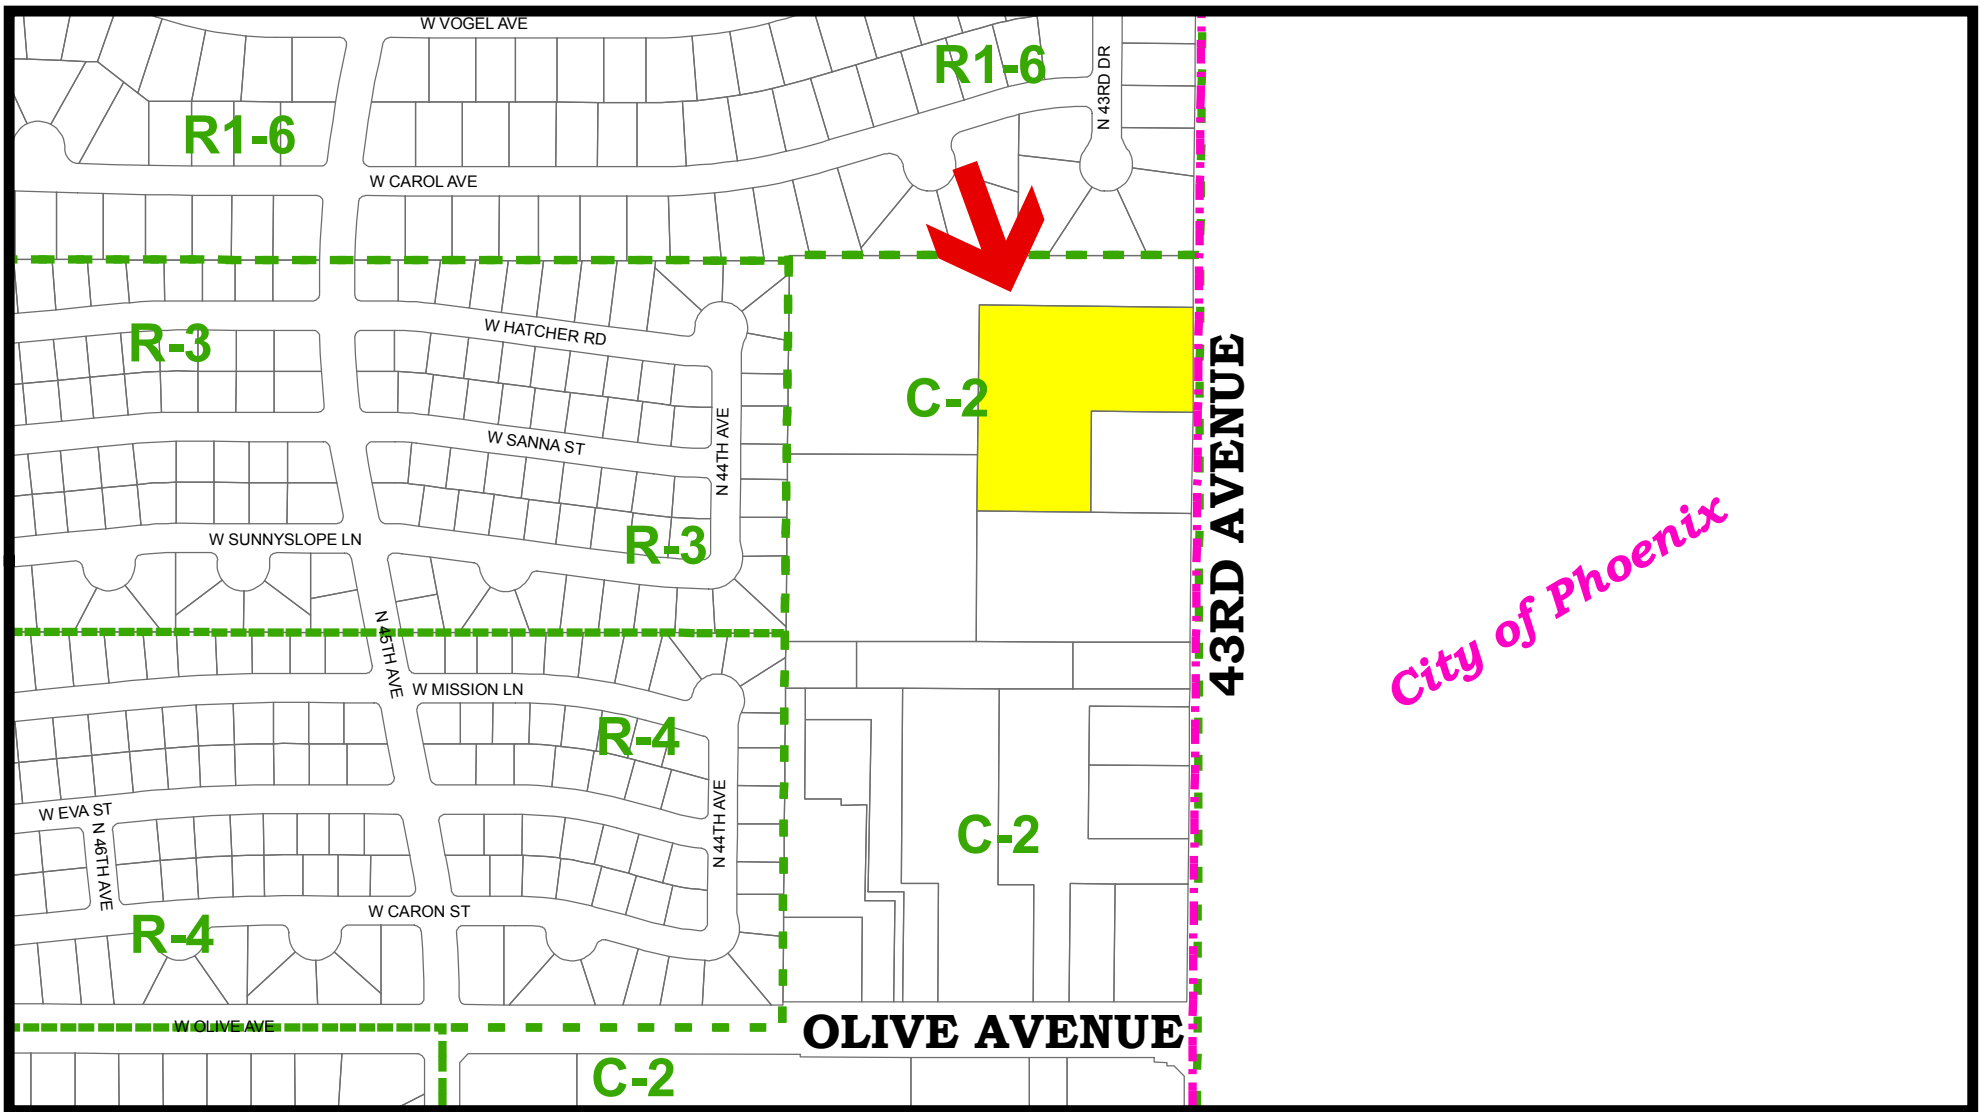 W VOGEL AVE
R1-6
N 43RD DR
R1-6
W CAROL AVE
W HATCHER RD
R-3
C-2
43RD AVENUE
W SANNA ST
N 44TH AVE
W SUNNYSLOPE LN
R-3
City of Phoenix
N 45TH AVE
W MISSION LN
R-4
W EVA ST
N 46TH AVE
N 44TH AVE
C-2
W CARON ST
R-4
W OLIVE AVE
OLIVE AVENUE
C-2